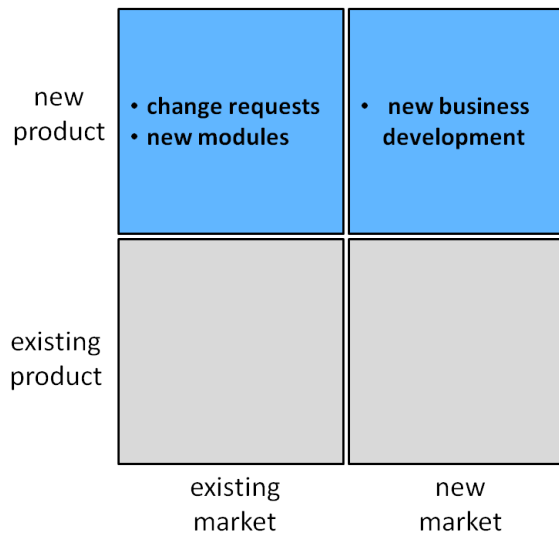 new
product
• change requests
• new modules
• new business
development
existing
product
existing
market
new
market